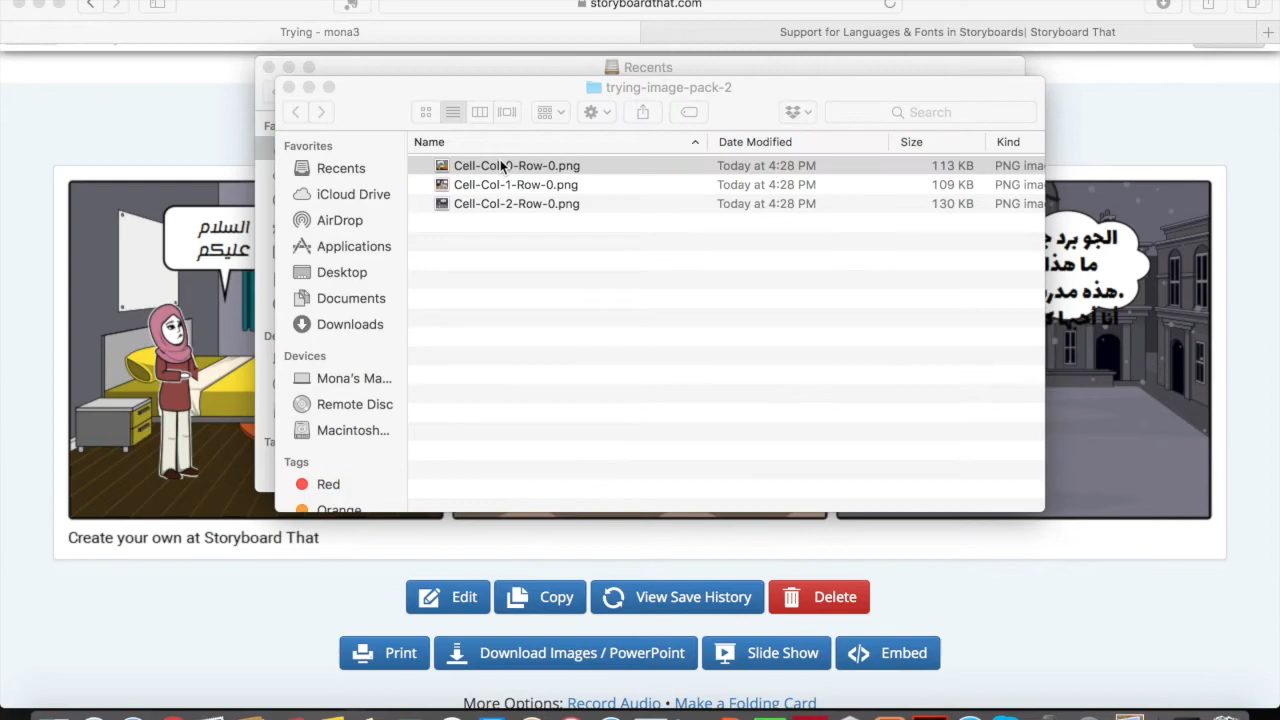 storyboardthat.com
Trying - mona3
Support for Languages & Fonts in Storyboards| Storyboard That
Recents
trying-image-pack-2
Search
Favorites
Recents
iCloud Drive
AirDrop
Applications
Desktop
Documents
Downloads
Devices
Mona's Ma...
Remote Disc
Macintosh...
Tags
Red
Orange
Name
Date Modified
Size
Kind
Cell-Col-0-Row-0.png
Today at 4:28 PM
113 KB
PNG ima
Cell-Col-1-Row-0.png
Today at 4:28 PM
109 KB
PNG ima
Cell-Col-2-Row-0.png
Today at 4:28 PM
130 KB
PNG ima
السلام
عليكم
الجو برد
ما هذا
هذه
Create your own at Storyboard That
Edit
Copy
View Save History
Delete
Print
Download Images / PowerPoint
Slide Show
Embed
More Options: Record Audio • Make a Folding Card